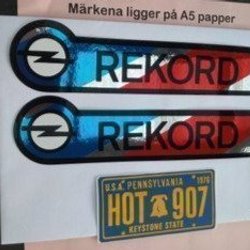 Märkena ligger på A5 papper
REKORD
REKORD
U.S.A. PENNSYLVANIA 1976
HOT 907
KEYSTONE STATE